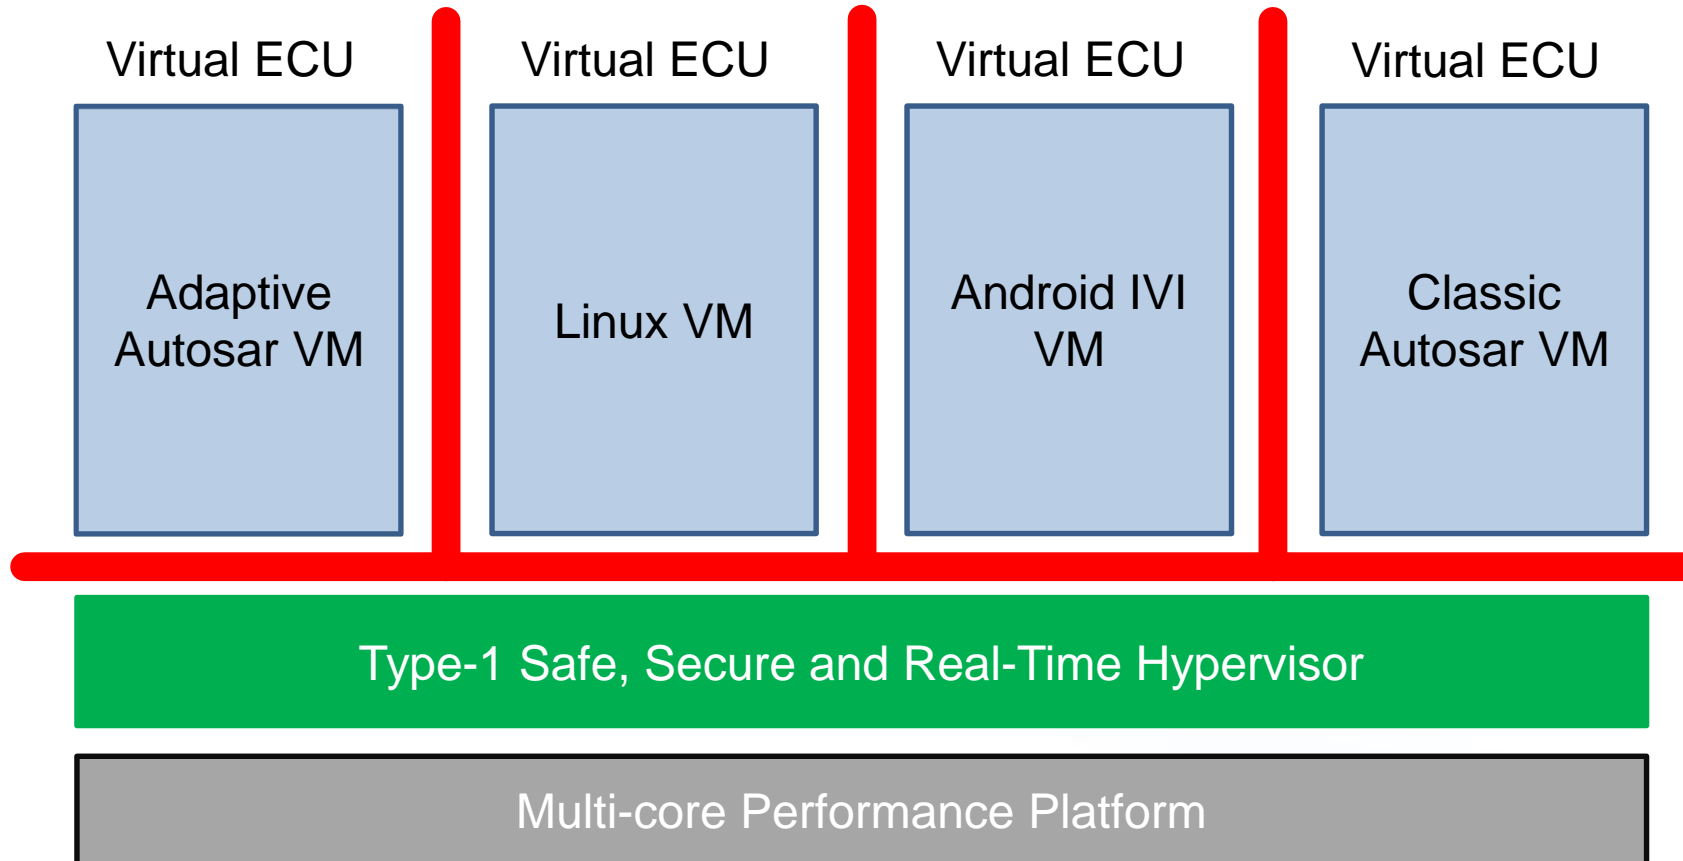 Virtual ECU
Virtual ECU
Virtual ECU
Virtual ECU
Adaptive
Autosar VM
Linux VM
Android IVI
VM
Classic
Autosar VM
Type-1 Safe, Secure and Real-Time Hypervisor
Multi-core Performance Platform